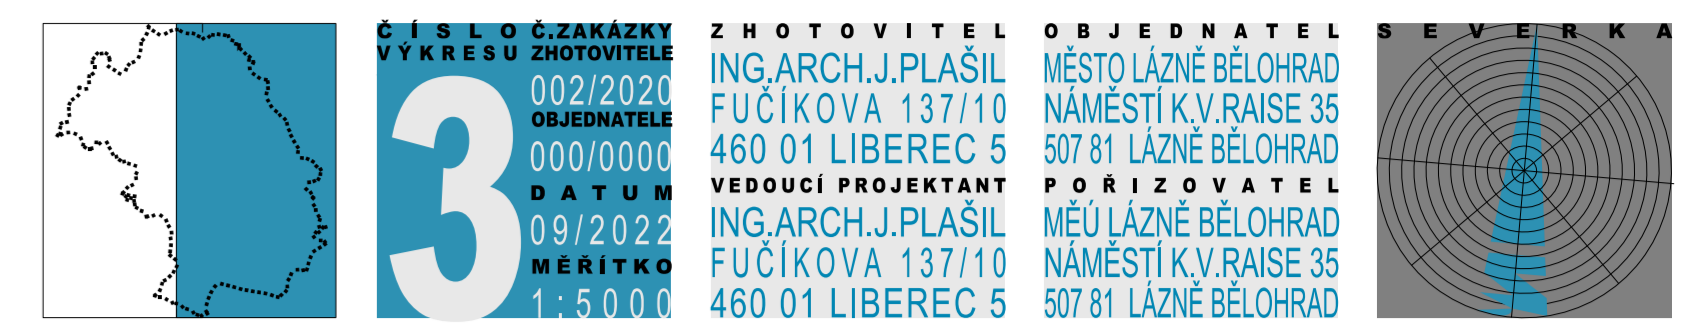 ČÍSLO
VÝKRESU
3
Č.ZAKÁZKY
ZHOTOVITELE
002/2020
OBJEDNATELE
000/0000
DATUM
09/2022
MĚŘÍTKO
1:5000
ZHOTOVITEL
ING.ARCH.J.PLAŠIL
FUČÍKOVA 137/10
460 01 LIBEREC 5
VEDOUCÍ PROJEKTANT
ING.ARCH.J.PLAŠIL
FUČÍKOVA 137/10
460 01 LIBEREC 5
OBJEDNATEL
MĚSTO LÁZNĚ BĚLOHRAD
NÁMĚSTÍ K.V.RAISE 35
507 81 LÁZNĚ BĚLOHRAD
POŘIZOVATEL
MĚÚ LÁZNĚ BĚLOHRAD
NÁMĚSTÍ K.V.RAISE 35
507 81 LÁZNĚ BĚLOHRAD
SEVERKA